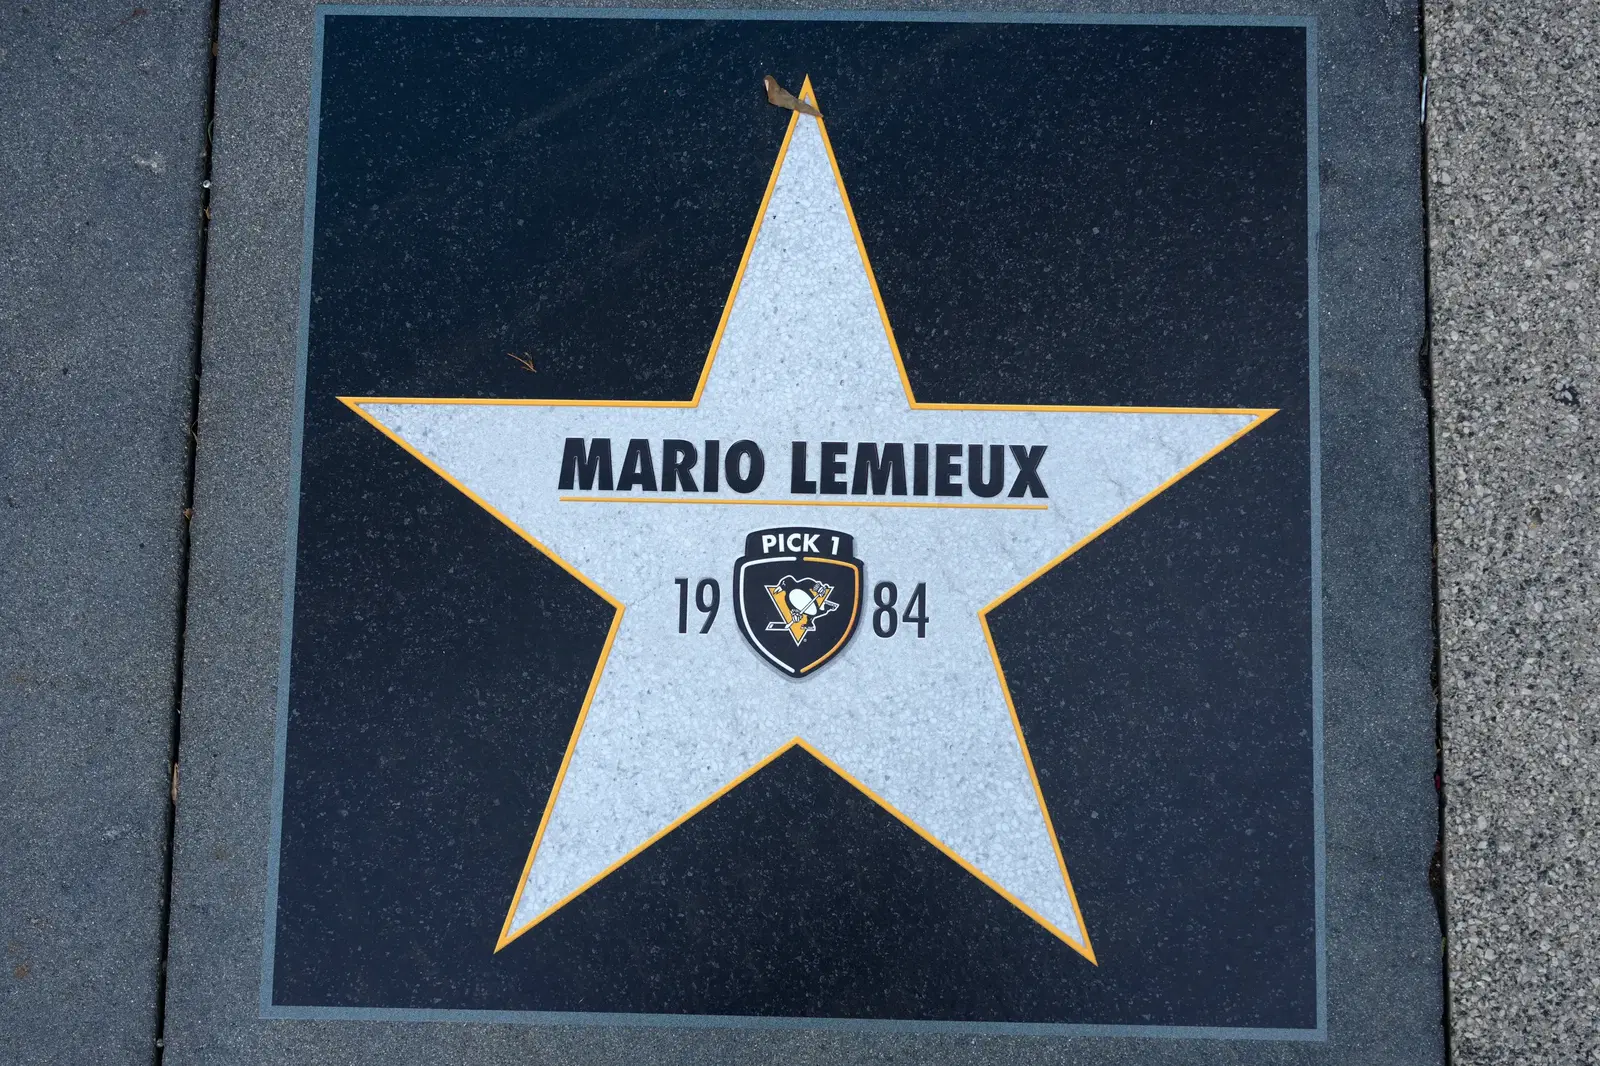 MARIO LEMIEUX
PICK 1
19 84